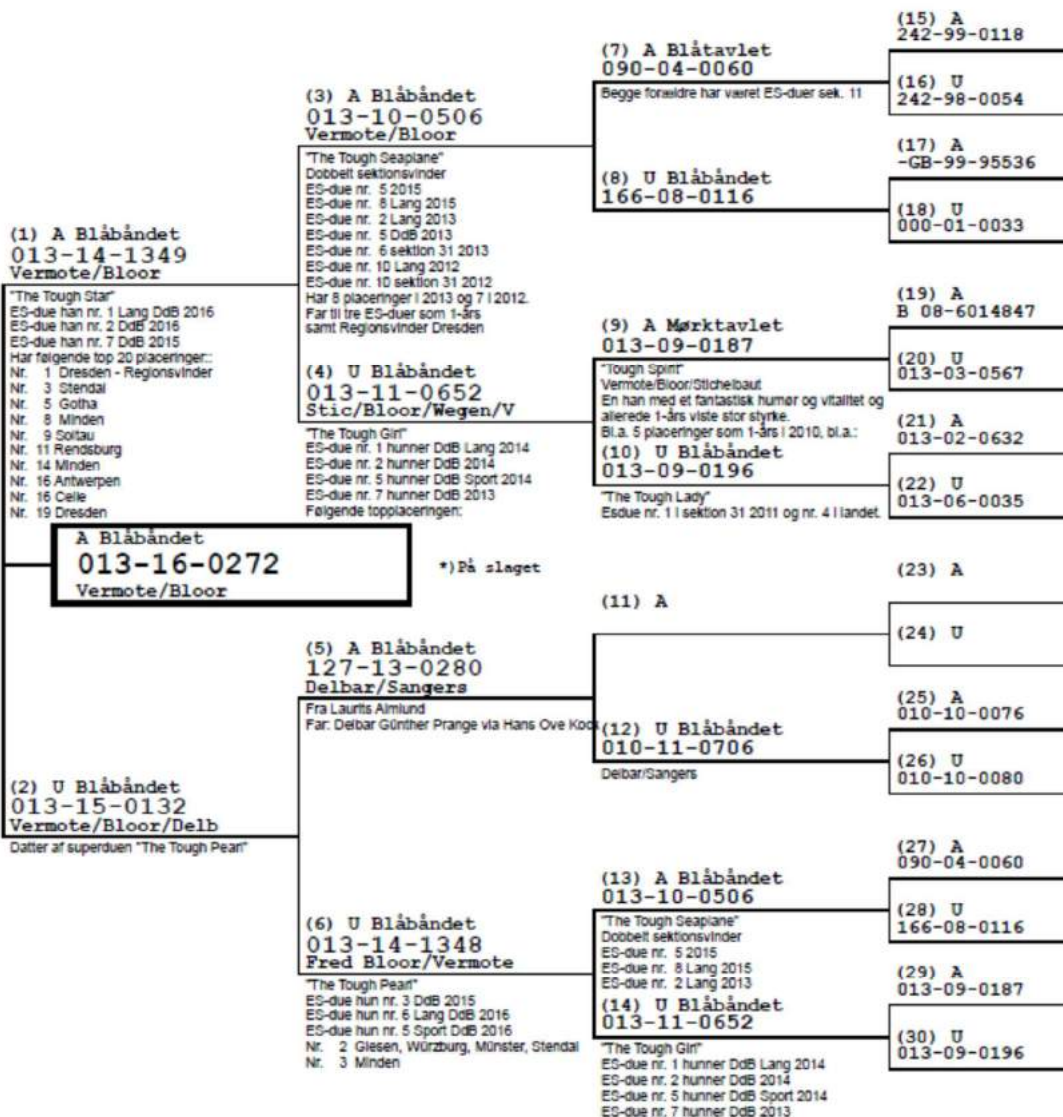 (1) A Blåbåndet
013-14-1349
Vermote/Bloor
"The Tough Star"
ES-due han nr. 1 Lang DdB 2016
ES-due han nr. 2 DdB 2016
ES-due han nr. 7 DdB 2015
Har følgende top 20 placeringer::
Nr. 1 Dresden - Regionsvinder
Nr. 3 Stendal
Nr. 5 Gotha
Nr. 8 Minden
Nr. 9 Soltau
Nr. 11 Rendsburg
Nr. 14 Minden
Nr. 16 Antwerpen
Nr. 16 Celle
Nr. 19 Dresden
A Blåbåndet
013-16-0272
Vermote/Bloor
*)På slaget
(2) U Blåbåndet
013-15-0132
Vermote/Bloor/Delb
Datter af superduen "The Tough Pearl"
(3) A Blåbåndet
013-10-0506
Vermote/Bloor
"The Tough Seaplane"
Dobbelt sektionsvinder
ES-due nr. 5 2015
ES-due nr. 8 Lang 2015
ES-due nr. 2 Lang 2013
ES-due nr. 5 DdB 2013
ES-due nr. 6 sektion 31 2013
ES-due nr. 10 Lang 2012
ES-due nr. 10 sektion 31 2012
Har 8 placeringer i 2013 og 7 i 2012.
Far til tre ES-duer som 1-års
samt Regionsvinder Dresden
(4) U Blåbåndet
013-11-0652
Stic/Bloor/Wegen/V
"The Tough Girl"
ES-due nr. 1 hunner DdB Lang 2014
ES-due nr. 2 hunner DdB 2014
ES-due nr. 5 hunner DdB Sport 2014
ES-due nr. 7 hunner DdB 2013
Følgende topplaceringen:
(5) A Blåbåndet
127-13-0280
Delbar/Sangers
Fra Laurits Almlund
Far: Delbar Günther Prange via Hans Ove Kock
(6) U Blåbåndet
013-14-1348
Fred Bloor/Vermote
"The Tough Pearl"
ES-due hun nr. 3 DdB 2015
ES-due hun nr. 6 Lang DdB 2016
ES-due hun nr. 5 Sport DdB 2016
Nr. 2 Giesen, Würzburg, Münster, Stendal
Nr. 3 Minden
(7) A Blåtavlet
090-04-0060
Begge forældre har været ES-duer sek. 11
(8) U Blåbåndet
166-08-0116
(9) A Mørktavlet
013-09-0187
"Tough Spirit"
Vermote/Bloor/Stichelbaut
En han med et fantastisk humør og vitalitet og
allerede 1-års viste stor styrke.
Bl.a. 5 placeringer som 1-års i 2010, bl.a.:
(10) U Blåbåndet
013-09-0196
"The Tough Lady"
Esdue nr. 1 i sektion 31 2011 og nr. 4 i landet.
(11) A
(12) U Blåbåndet
010-11-0706
Delbar/Sangers
(13) A Blåbåndet
013-10-0506
"The Tough Seaplane"
Dobbelt sektionsvinder
ES-due nr. 5 2015
ES-due nr. 8 Lang 2015
ES-due nr. 2 Lang 2013
(14) U Blåbåndet
013-11-0652
"The Tough Girl"
ES-due nr. 1 hunner DdB Lang 2014
ES-due nr. 2 hunner DdB 2014
ES-due nr. 5 hunner DdB Sport 2014
ES-due nr. 7 hunner DdB 2013
(15) A
242-99-0118
(16) U
242-98-0054
(17) A
-GB-99-95536
(18) U
000-01-0033
(19) A
B 08-6014847
(20) U
013-03-0567
(21) A
013-02-0632
(22) U
013-06-0035
(23) A
(24) U
(25) A
010-10-0076
(26) U
010-10-0080
(27) A
090-04-0060
(28) U
166-08-0116
(29) A
013-09-0187
(30) U
013-09-0196